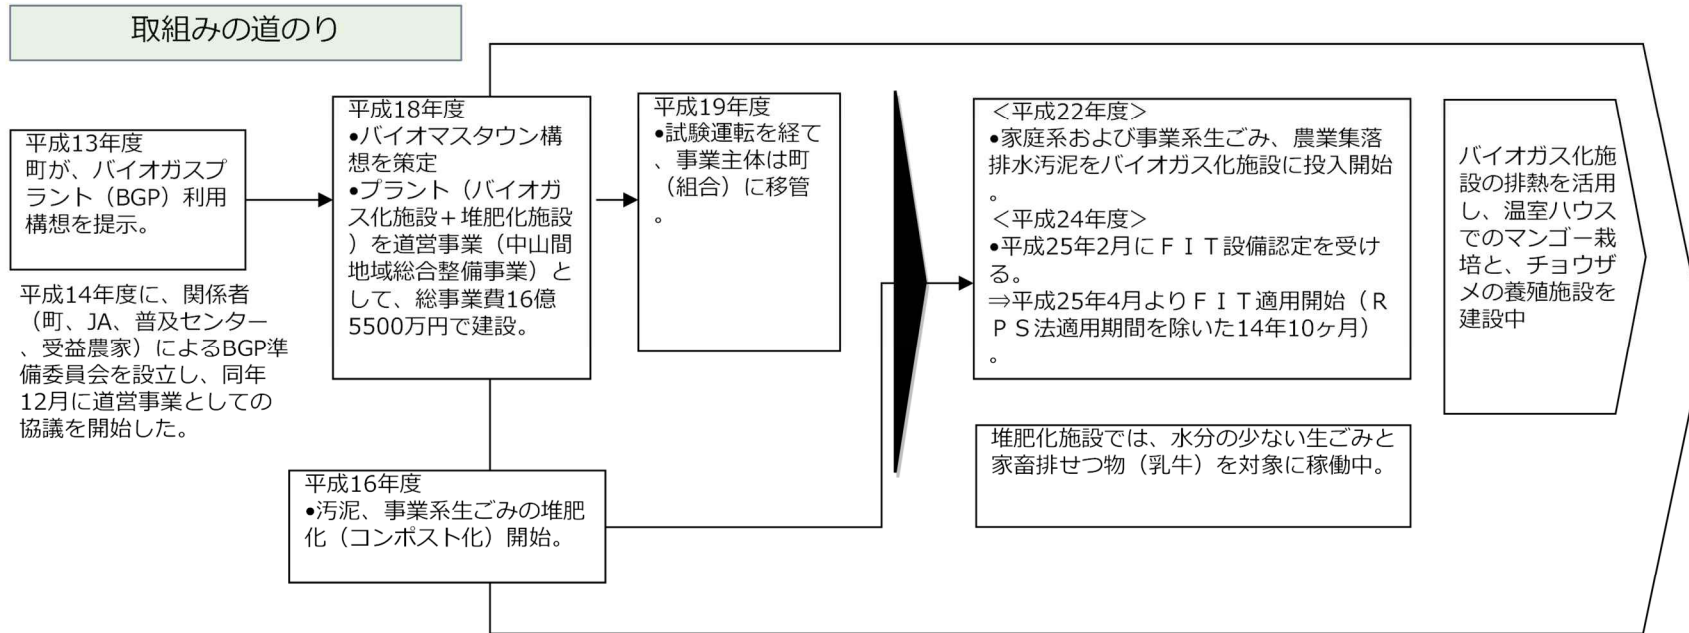 取組みの道のり
平成13年度
町が、バイオガスプ
ラント（BGP）利用
構想を提示。
平成14年度に、関係者
（町、JA、普及センター
、受益農家）によるBGP準
備委員会を設立し、同年
12月に道営事業としての
協議を開始した。
平成18年度
•バイオマスタウン構
想を策定
•プラント（バイオガ
ス化施設＋堆肥化施設
）を道営事業（中山間
地域総合整備事業）と
して、総事業費16億
5500万円で建設。
平成16年度
•汚泥、事業系生ごみの堆肥
化（コンポスト化）開始。
平成19年度
•試験運転を経て
、事業主体は町
（組合）に移管
。
＜平成22年度＞
•家庭系および事業系生ごみ、農業集落
排水汚泥をバイオガス化施設に投入開始
。
＜平成24年度＞
•平成25年2月にＦＩＴ設備認定を受け
る。
⇒平成25年4月よりＦＩＴ適用開始（Ｒ
ＰＳ法適用期間を除いた14年10ヶ月）
。
堆肥化施設では、水分の少ない生ごみと
家畜排せつ物（乳牛）を対象に稼働中。
バイオガス化施
設の排熱を活用
し、温室ハウス
でのマンゴー栽
培と、チョウザ
メの養殖施設を
建設中